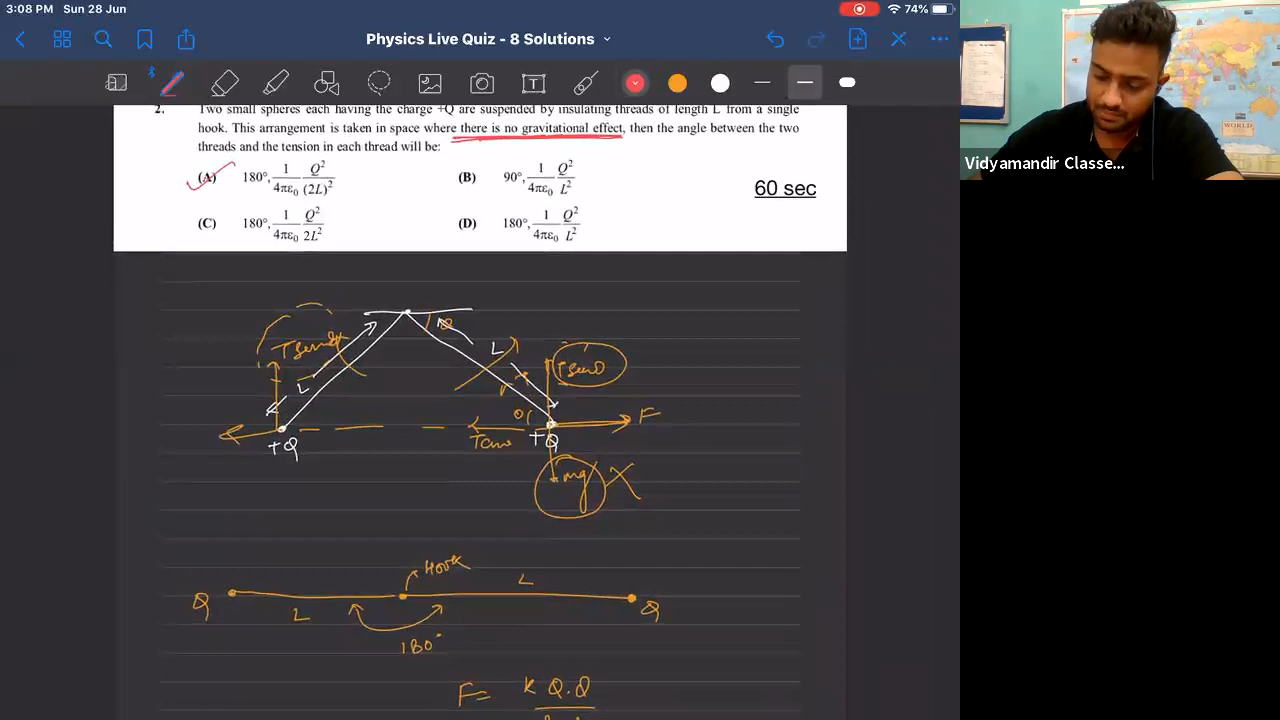 3:08 PM Sun 28 Jun
74%
Physics Live Quiz - 8 Solutions
2. Two small spheres each having the charge +Q are suspended by insulating threads of length L from a single
hook. This arrangement is taken in space where there is no gravitational effect, then the angle between the two
threads and the tension in each thread will be:
(A) 180°, 1/4πε₀ Q²/(2L)²
(B) 90°, 1/4πε₀ Q²/L²
60 sec
(C) 180°, 1/4πε₀ Q²/2L²
(D) 180°, 1/4πε₀ Q²/L²
Vidyamandir Classe...
WORLD
θ
L
L
Tsinθ
F
+Q
+Q
mg
X
Hook
Q
L
L
Q
180°
F = K Q.Q